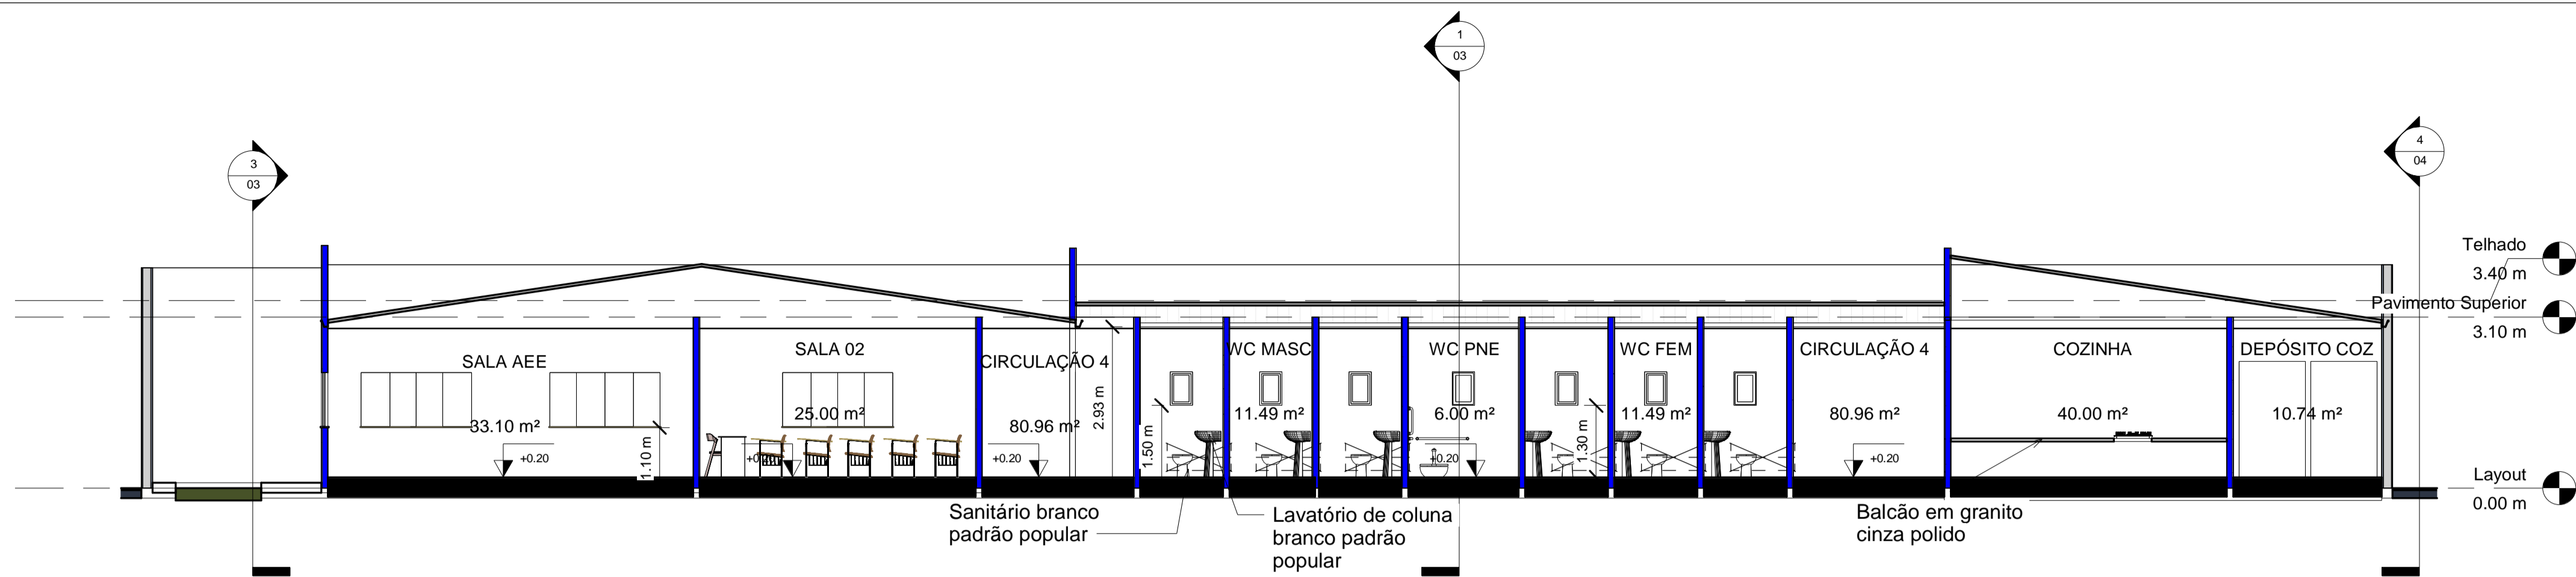 1
03
3
03
4
04
Telhado
3.40 m
Pavimento Superior
3.10 m
SALA AEE
SALA 02
CIRCULAÇÃO 4
WC MASC
WC PNE
WC FEM
CIRCULAÇÃO 4
COZINHA
DEPÓSITO COZ
33.10 m²
25.00 m²
80.96 m²
2.93 m
11.49 m²
6.00 m²
11.49 m²
80.96 m²
40.00 m²
10.74 m²
1.10 m
1.50 m
1.30 m
+0.20
+0.20
+0.20
+0.20
+0.20
Layout
0.00 m
Sanitário branco
padrão popular
Lavatório de coluna
branco padrão
popular
Balcão em granito
cinza polido